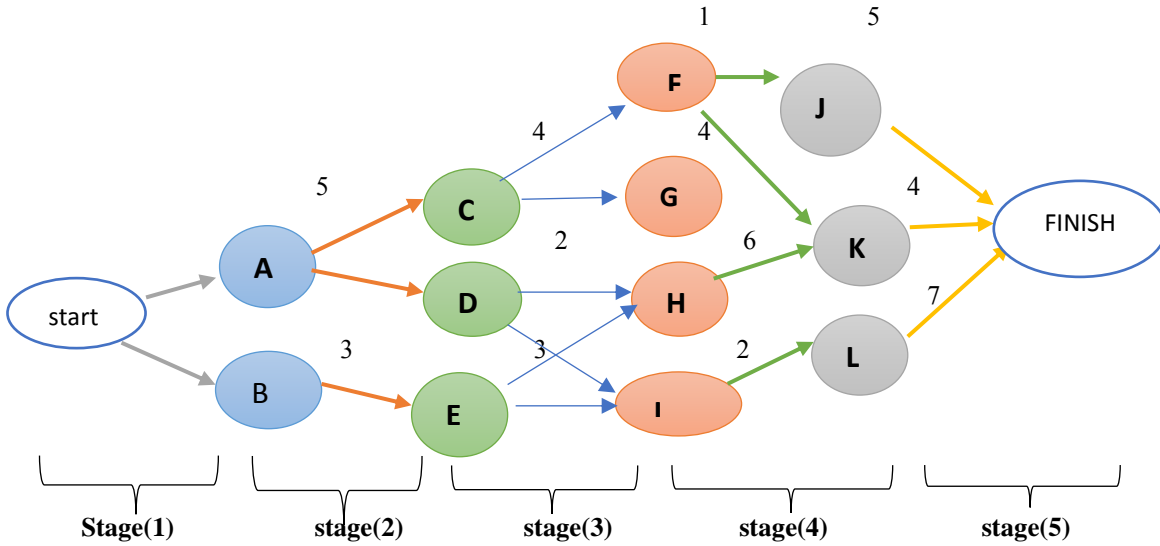 1
5
F
J
4
4
5
C
G
4
2
6
K
FINISH
A
D
H
7
start
3
3
2
L
B
E
I
Stage(1)
stage(2)
stage(3)
stage(4)
stage(5)